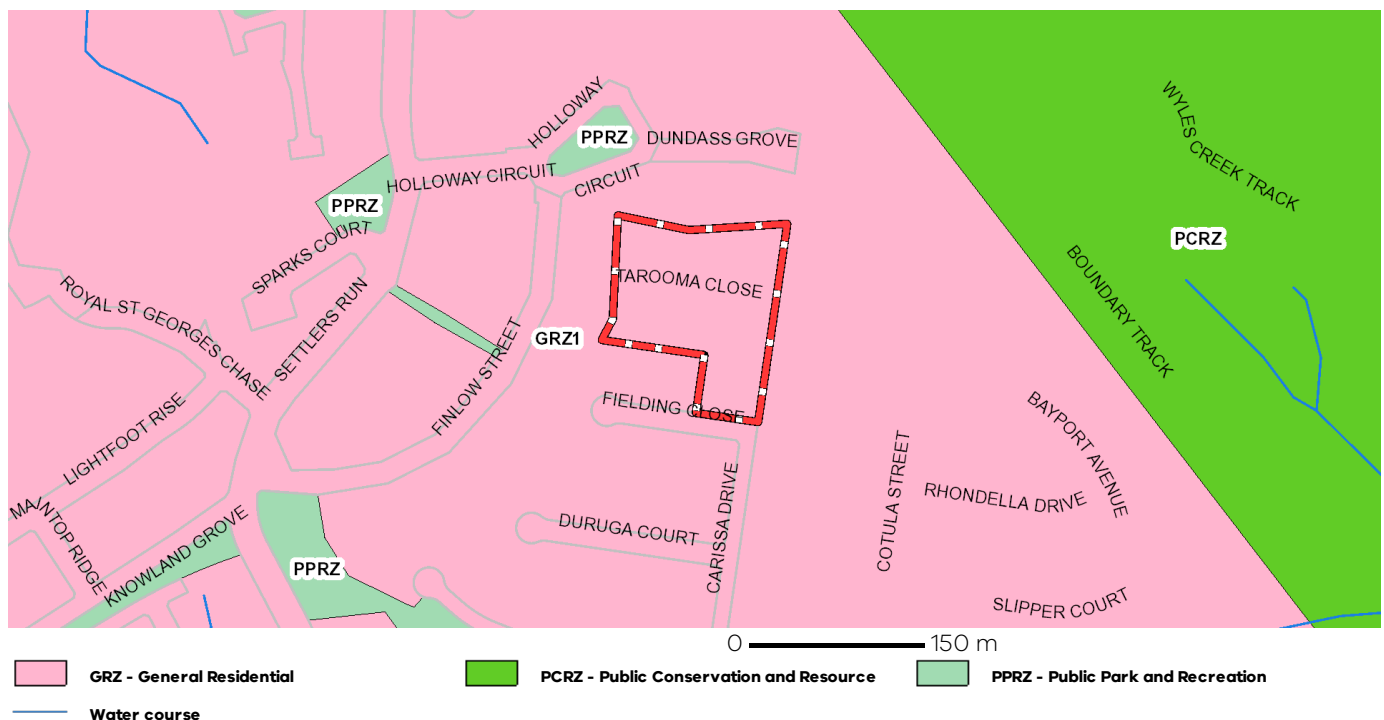 HOLLOWAY
PPRZ
DUNDASS GROVE
WYLES CREEK TRACK
HOLLOWAY CIRCUIT
CIRCUIT
PPRZ
SPARKS COURT
PCRZ
TAROOMA CLOSE
BOUNDARY TRACK
ROYAL ST GEORGES CHASE
SETTLERS RUN
GRZ1
FINLOW STREET
FIELDING CLOSE
LIGHTFOOT RISE
BAYPORT AVENUE
COTULA STREET
RHONDELLA DRIVE
MAINTOP RIDGE
KNOWLAND GROVE
DURUGA COURT
CARISSA DRIVE
PPRZ
SLIPPER COURT
0 150 m
GRZ - General Residential
PCRZ - Public Conservation and Resource
PPRZ - Public Park and Recreation
Water course